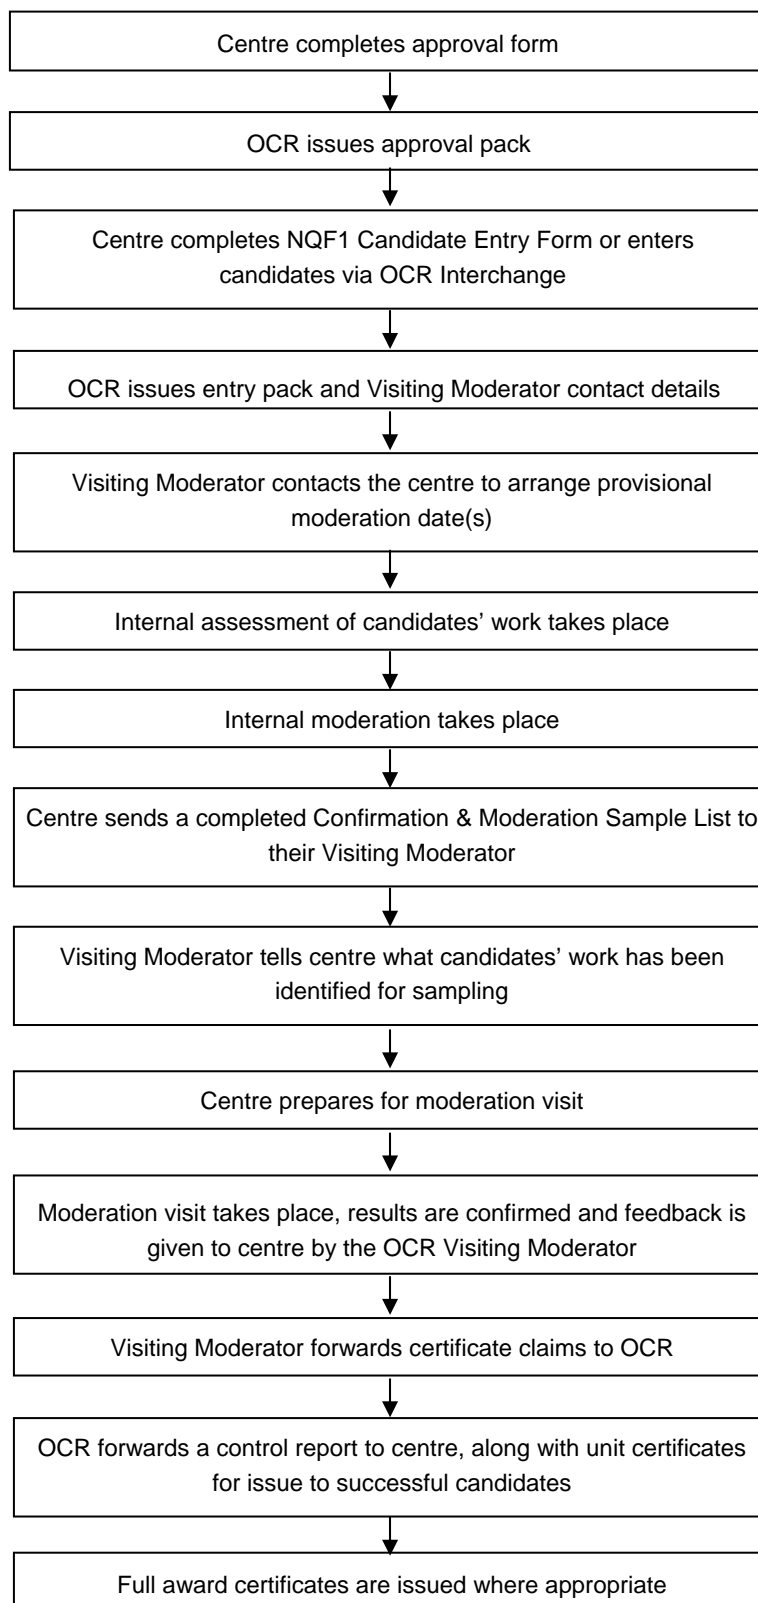 Centre completes approval form
OCR issues approval pack
Centre completes NQF1 Candidate Entry Form or enters
candidates via OCR Interchange
OCR issues entry pack and Visiting Moderator contact details
Visiting Moderator contacts the centre to arrange provisional
moderation date(s)
Internal assessment of candidates’ work takes place
Internal moderation takes place
Centre sends a completed Confirmation & Moderation Sample List to
their Visiting Moderator
Visiting Moderator tells centre what candidates’ work has been
identified for sampling
Centre prepares for moderation visit
Moderation visit takes place, results are confirmed and feedback is
given to centre by the OCR Visiting Moderator
Visiting Moderator forwards certificate claims to OCR
OCR forwards a control report to centre, along with unit certificates
for issue to successful candidates
Full award certificates are issued where appropriate